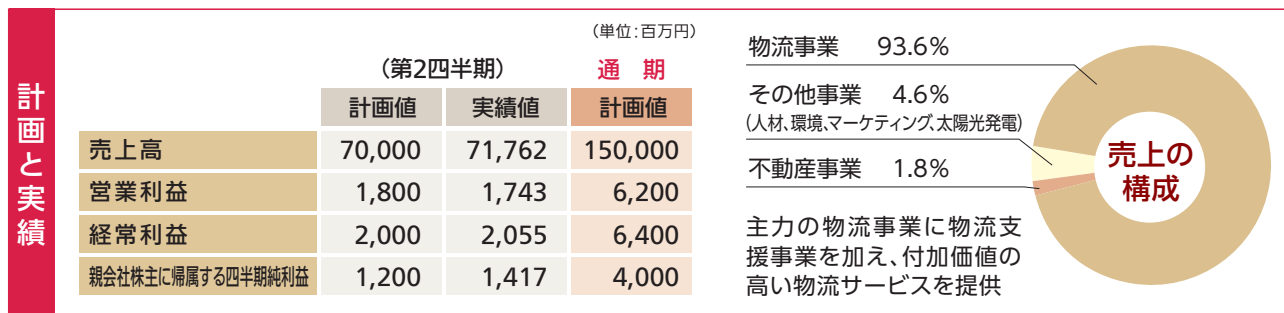 計画と実績
(単位:百万円)
(第2四半期) 通 期
計画値 実績値 計画値
売上高 70,000 71,762 150,000
営業利益 1,800 1,743 6,200
経常利益 2,000 2,055 6,400
親会社株主に帰属する四半期純利益 1,200 1,417 4,000
物流事業 93.6%
その他事業 4.6%
(人材、環境、マーケティング、太陽光発電)
不動産事業 1.8%
売上の
構成
主力の物流事業に物流支
援事業を加え、付加価値の
高い物流サービスを提供